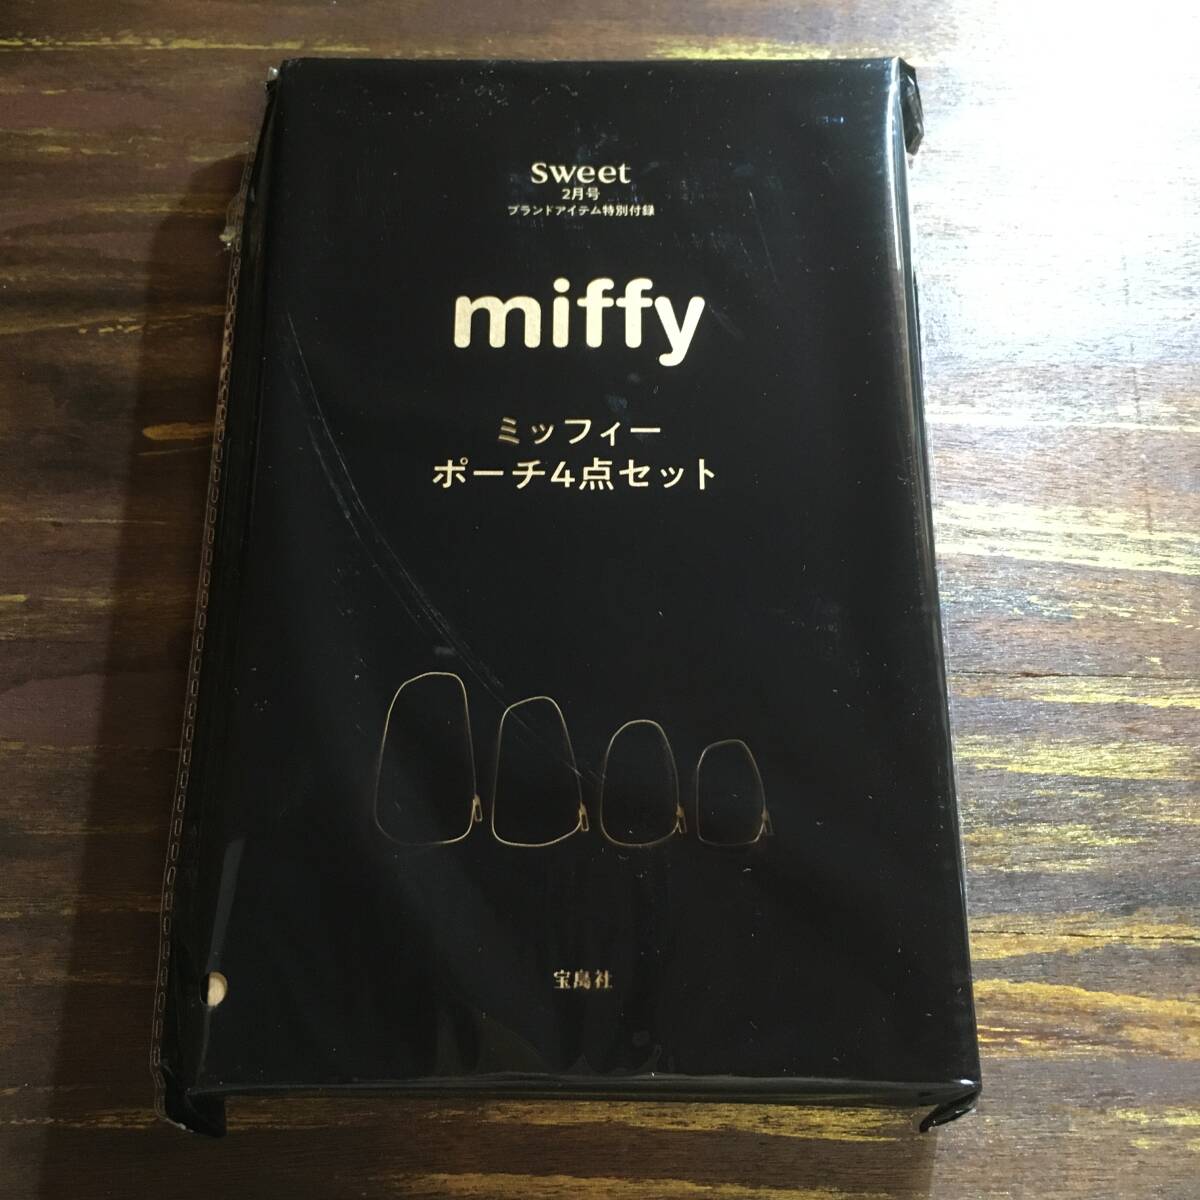 sweet
2月号
ブランドアイテム特別付録
miffy
ミッフィー
ポーチ4点セット
宝島社